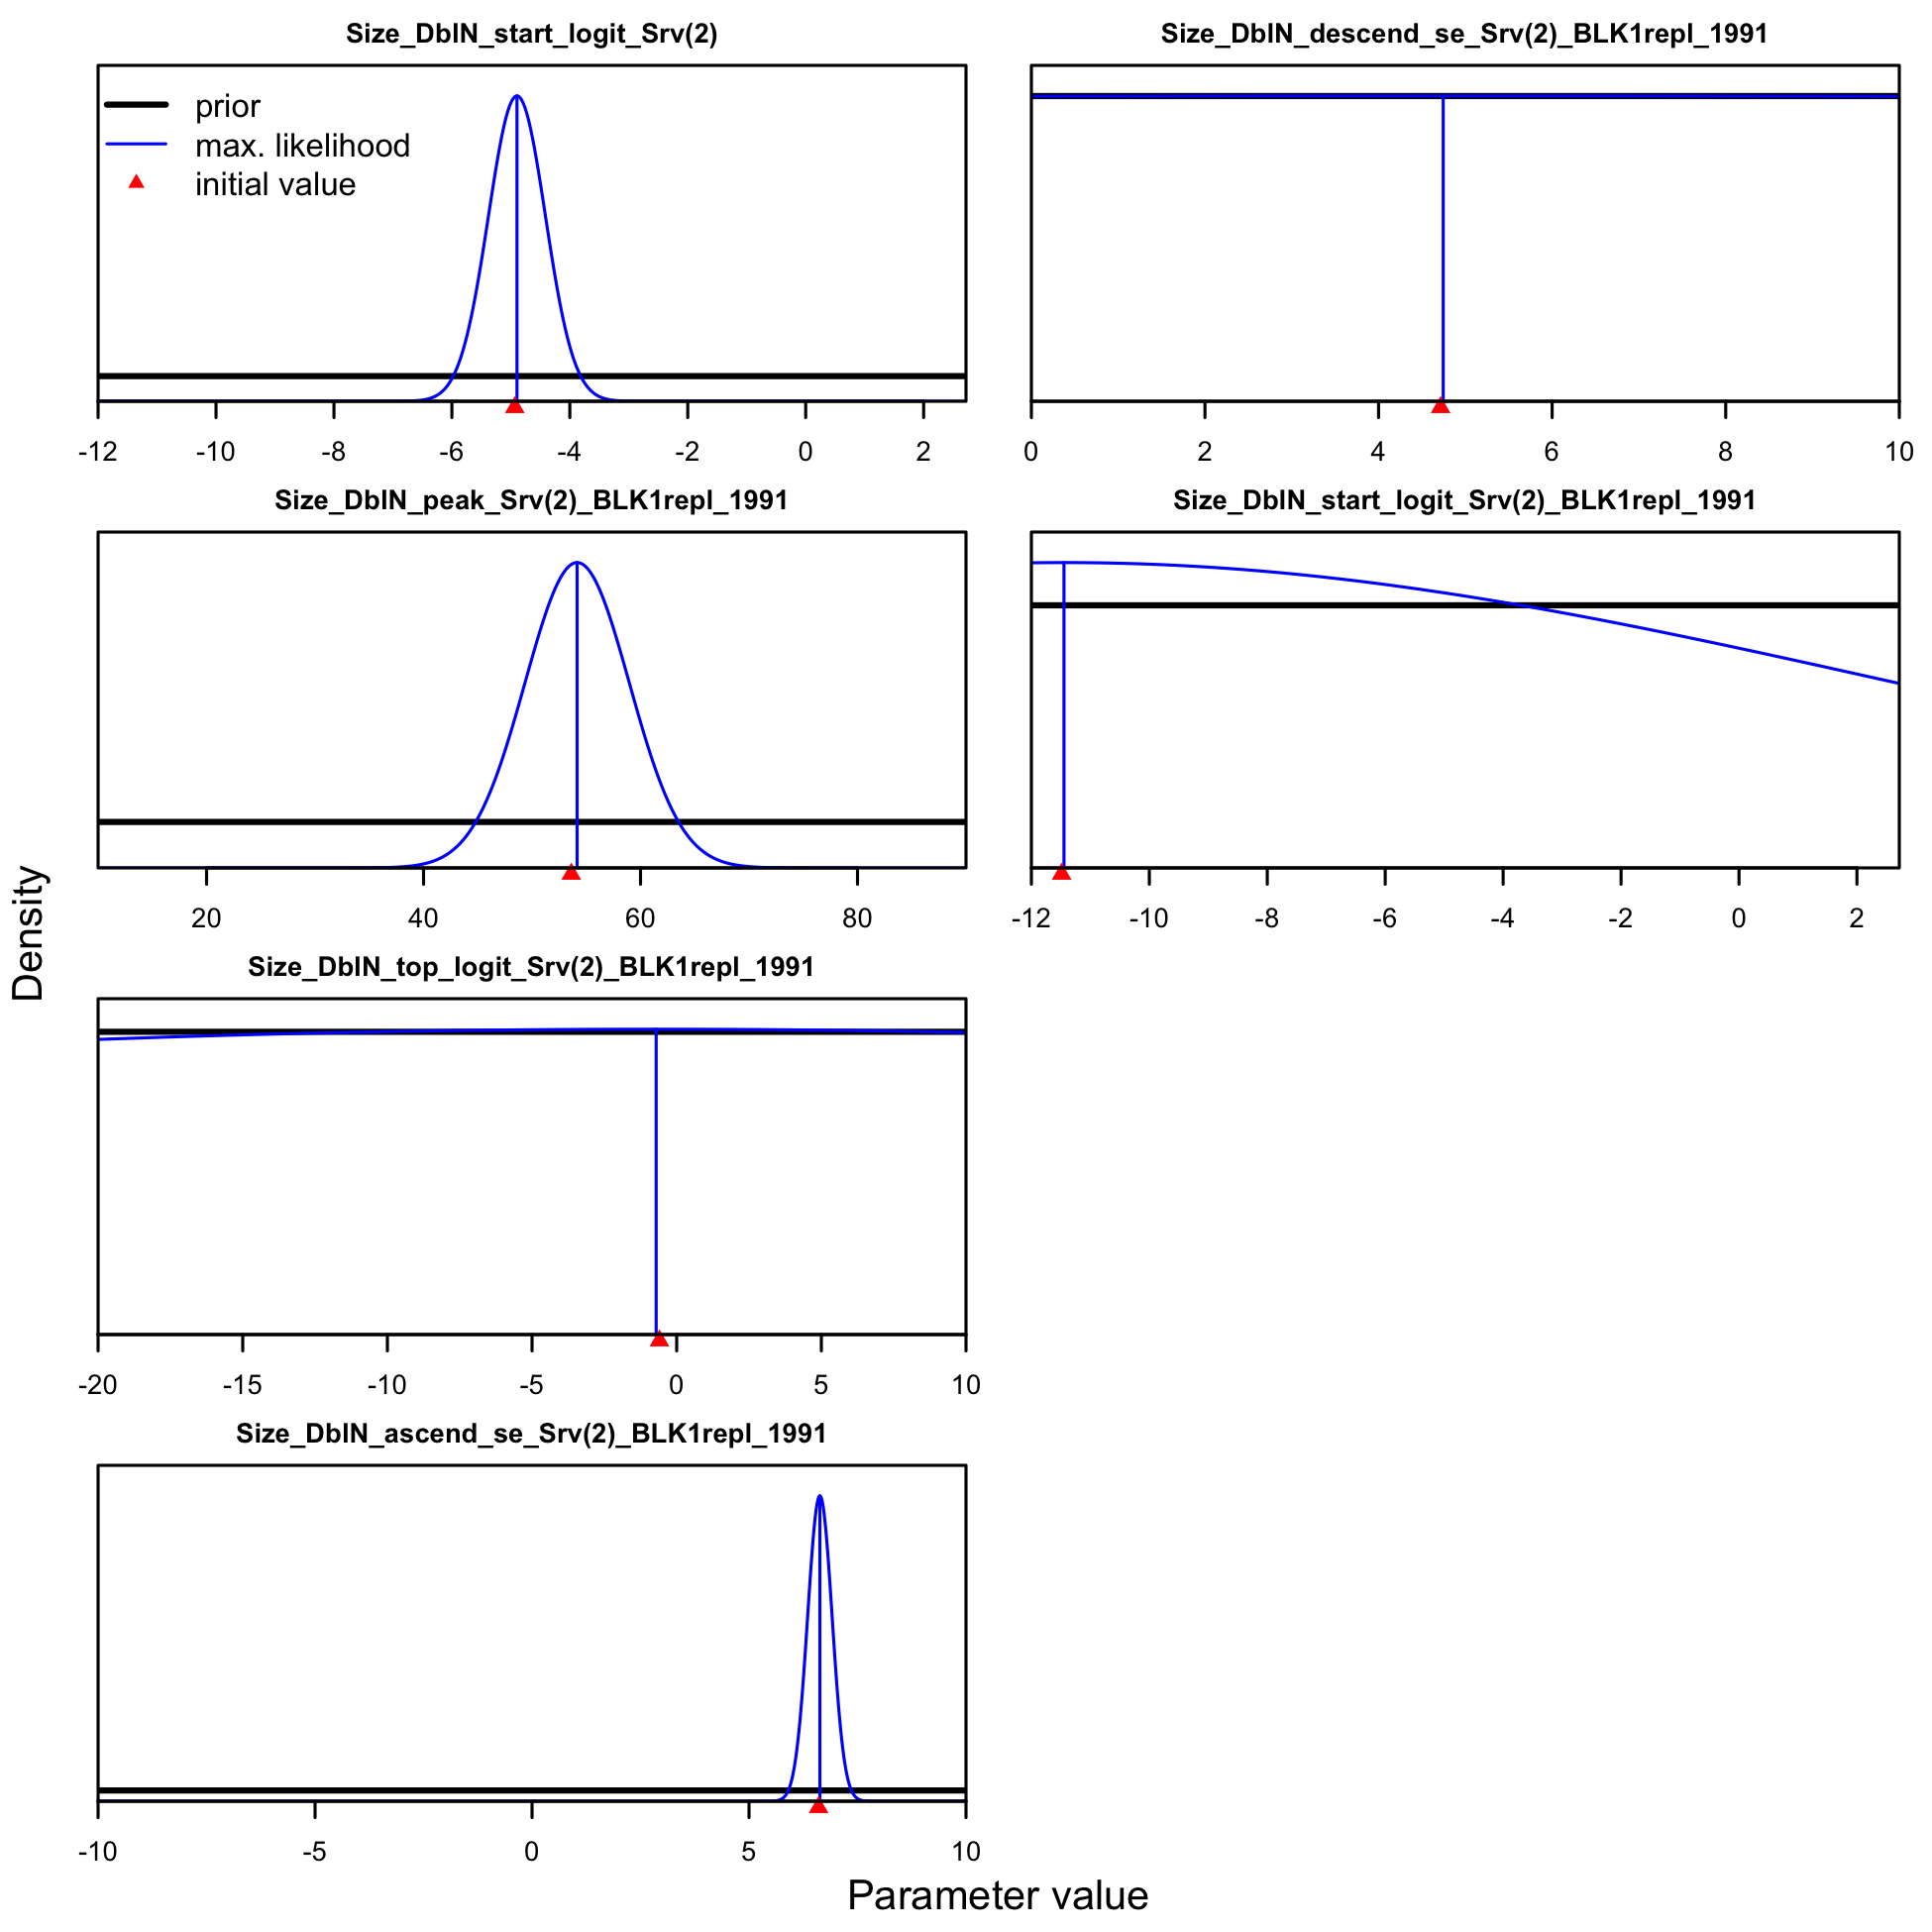 Size_DblN_start_logit_Srv(2)
prior
max. likelihood
initial value
-12 -10 -8 -6 -4 -2 0 2
Size_DblN_descend_se_Srv(2)_BLK1repl_1991
0 2 4 6 8 10
Size_DblN_peak_Srv(2)_BLK1repl_1991
20 40 60 80
Size_DblN_start_logit_Srv(2)_BLK1repl_1991
-12 -10 -8 -6 -4 -2 0 2
Size_DblN_top_logit_Srv(2)_BLK1repl_1991
-20 -15 -10 -5 0 5 10
Size_DblN_ascend_se_Srv(2)_BLK1repl_1991
-10 -5 0 5 10
Density
Parameter value